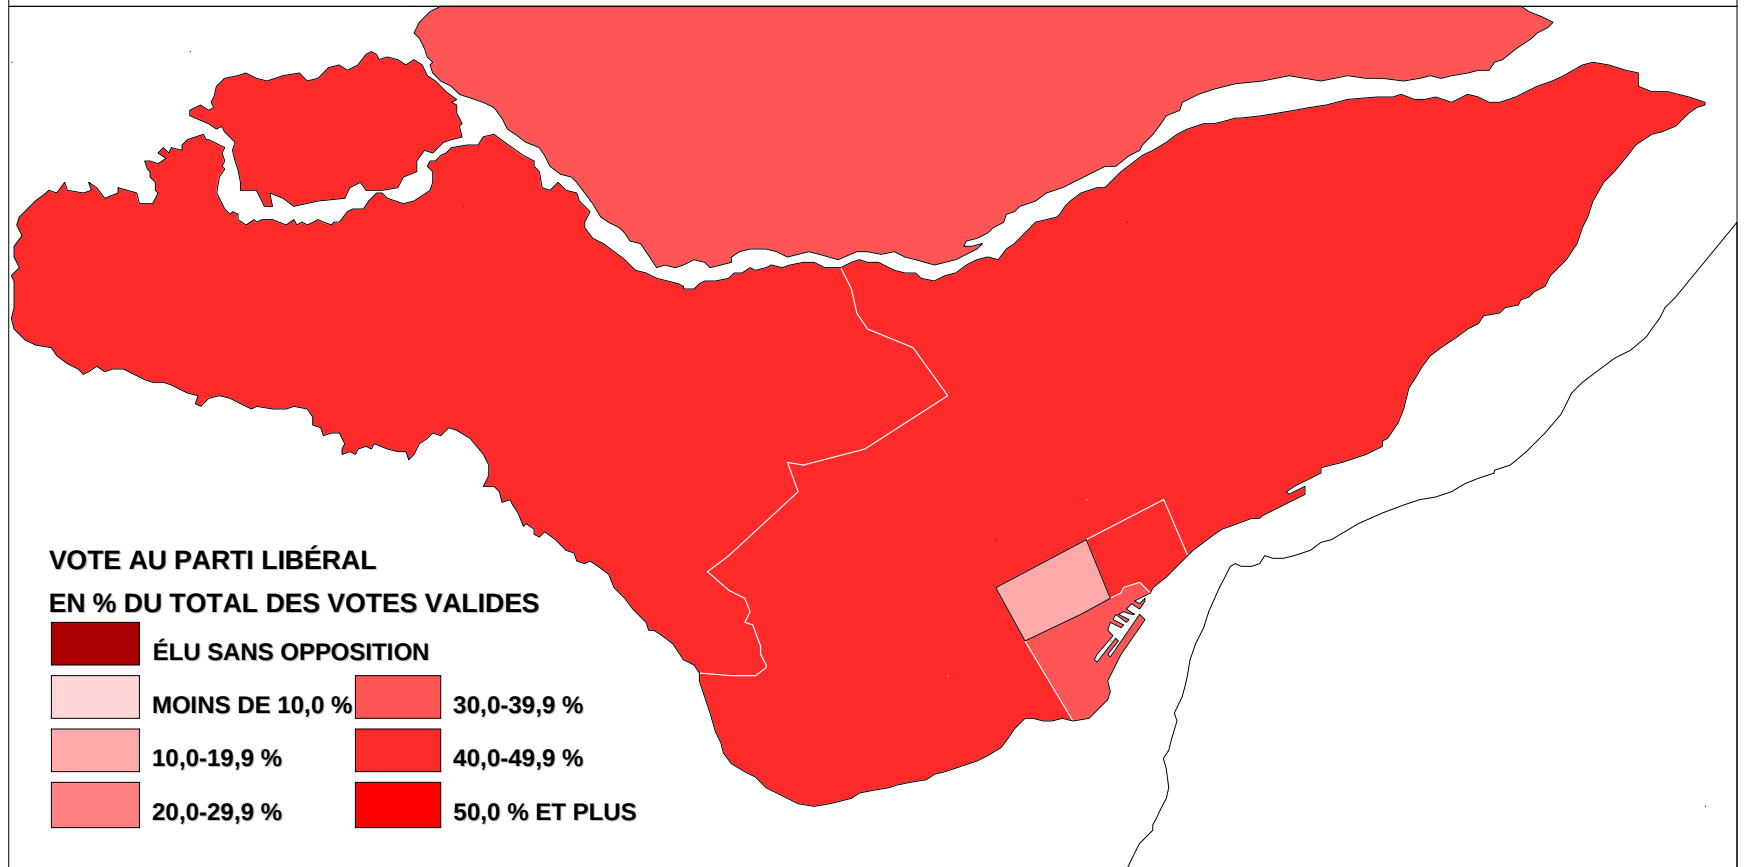 VOTE AU PARTI LIBÉRAL
EN % DU TOTAL DES VOTES VALIDES
ÉLU SANS OPPOSITION
MOINS DE 10,0 %
10,0-19,9 %
20,0-29,9 %
30,0-39,9 %
40,0-49,9 %
50,0 % ET PLUS